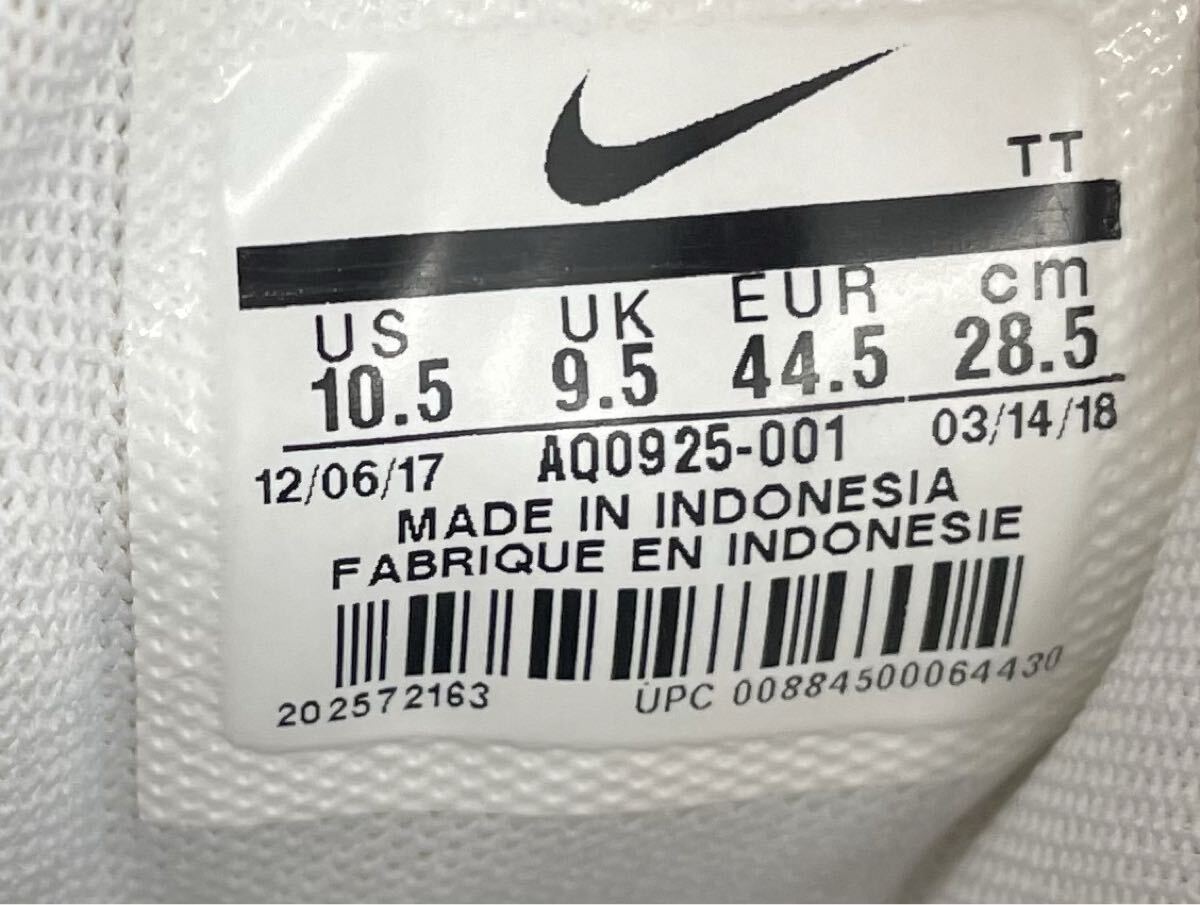 TT
US UK EUR cm
10.5 9.5 44.5 28.5
12/06/17 AQ0925-001 03/14/18
MADE IN INDONESIA
FABRIQUE EN INDONESIE
202572163 UPC 00884500064430